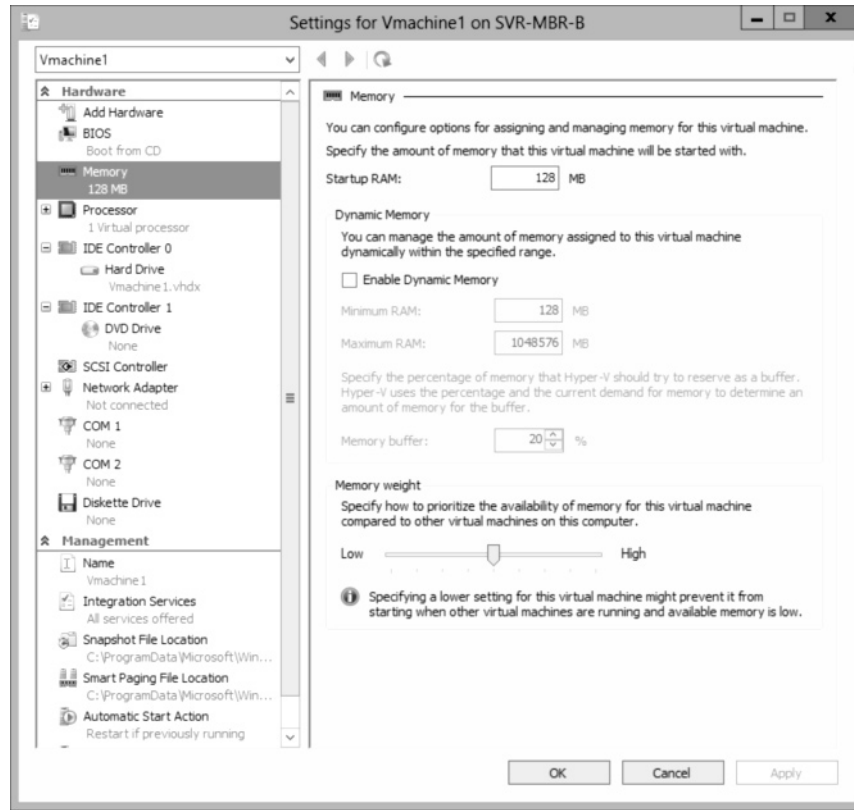 Settings for Vmachine1 on SVR-MBR-B
Vmachine1
Hardware
Add Hardware
BIOS
Boot from CD
Memory
128 MB
Processor
1 Virtual processor
IDE Controller 0
Hard Drive
Vmachine1.vhdx
IDE Controller 1
DVD Drive
None
SCSI Controller
Network Adapter
Not connected
COM 1
None
COM 2
None
Diskette Drive
None
Management
Name
Vmachine1
Integration Services
All services offered
Snapshot File Location
C:\ProgramData\Microsoft\Win...
Smart Paging File Location
C:\ProgramData\Microsoft\Win...
Automatic Start Action
Restart if previously running
Memory
You can configure options for assigning and managing memory for this virtual machine.
Specify the amount of memory that this virtual machine will be started with.
Startup RAM: 128 MB
Dynamic Memory
You can manage the amount of memory assigned to this virtual machine
dynamically within the specified range.
Enable Dynamic Memory
Minimum RAM: 128 MB
Maximum RAM: 1048576 MB
Specify the percentage of memory that Hyper-V should try to reserve as a buffer.
Hyper-V uses the percentage and the current demand for memory to determine an
amount of memory for the buffer.
Memory buffer: 20 %
Memory weight
Specify how to prioritize the availability of memory for this virtual machine
compared to other virtual machines on this computer.
Low High
Specifying a lower setting for this virtual machine might prevent it from
starting when other virtual machines are running and available memory is low.
OK Cancel Apply